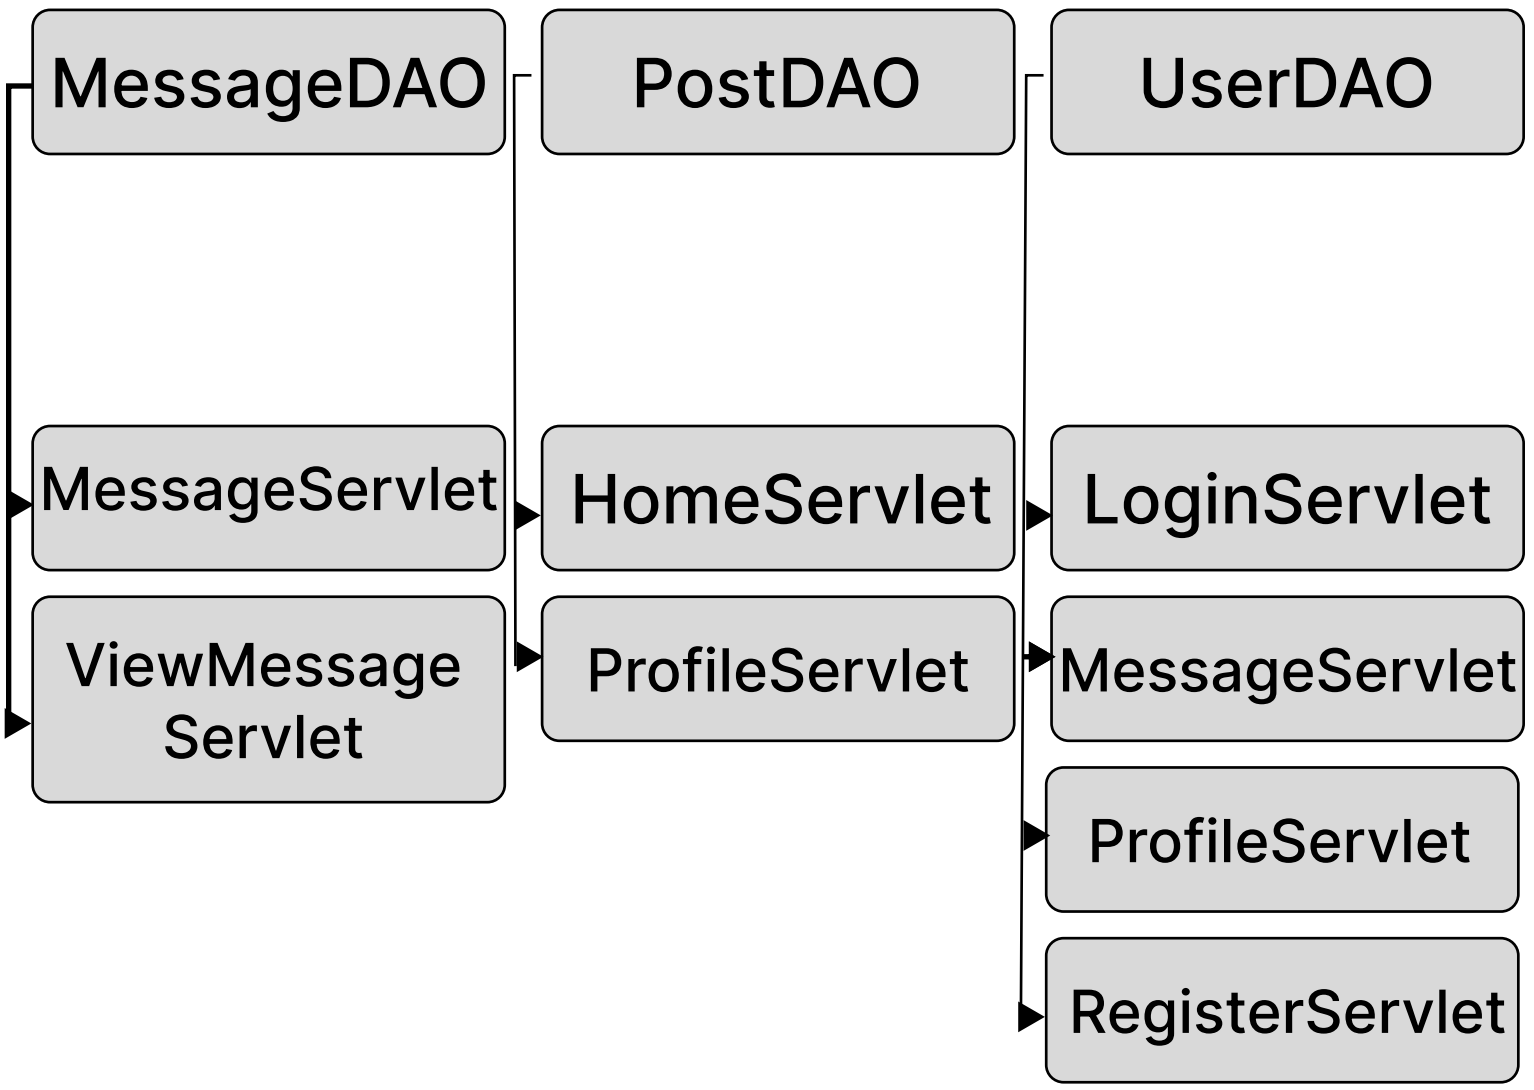 MessageDAO
PostDAO
UserDAO
MessageServlet
HomeServlet
LoginServlet
ViewMessage
Servlet
ProfileServlet
MessageServlet
ProfileServlet
RegisterServlet